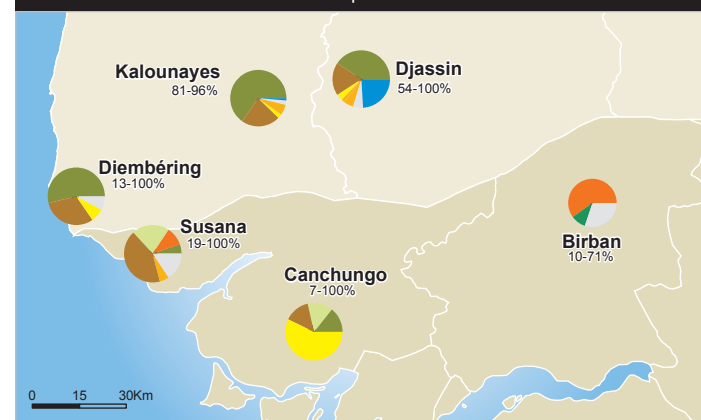 Kalounayes
81-96%
Djassin
54-100%
Diembéring
13-100%
Susana
19-100%
Birban
10-71%
Canchungo
7-100%
0 15 30Km